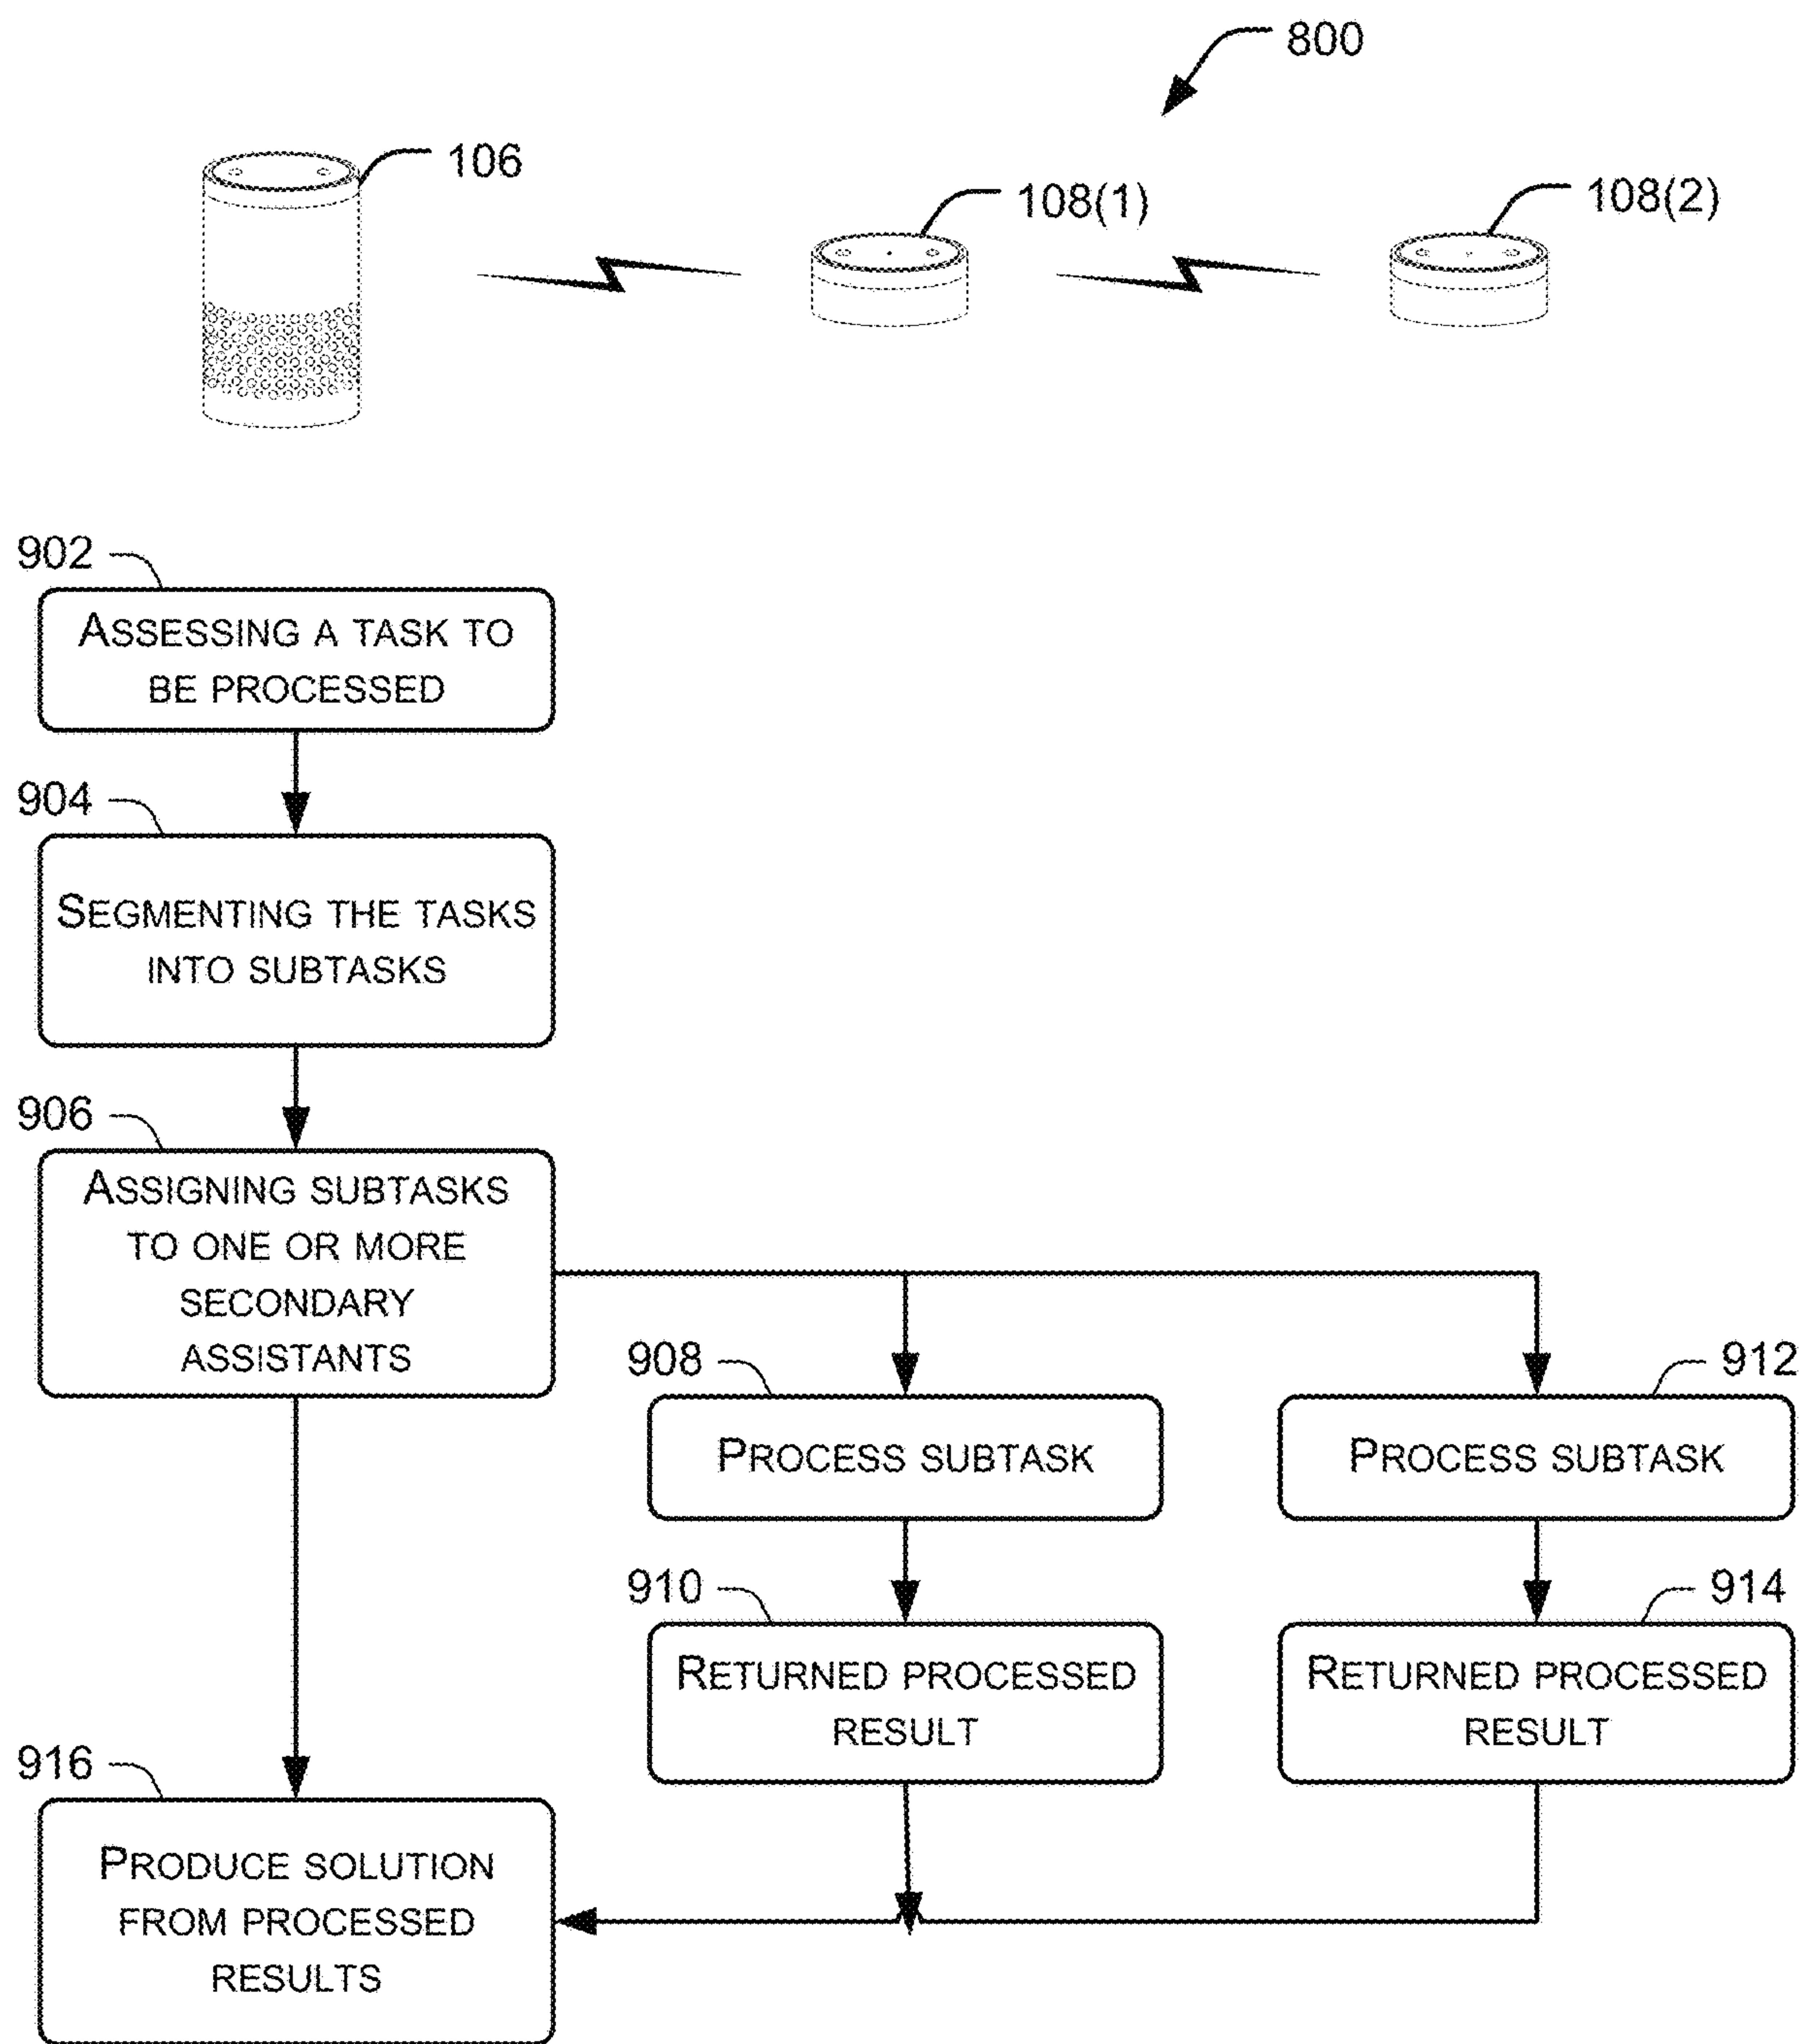 800
106
108(1)
108(2)
902
ASSESSING A TASK TO
BE PROCESSED
904
SEGMENTING THE TASKS
INTO SUBTASKS
906
ASSIGNING SUBTASKS
TO ONE OR MORE
SECONDARY
ASSISTANTS
908
PROCESS SUBTASK
912
PROCESS SUBTASK
910
RETURNED PROCESSED
RESULT
914
RETURNED PROCESSED
RESULT
916
PRODUCE SOLUTION
FROM PROCESSED
RESULTS